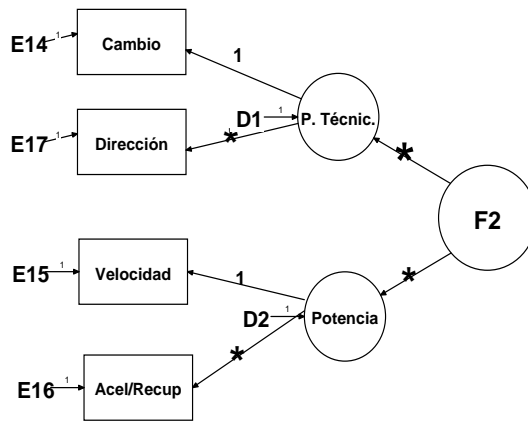 E14
1
Cambio
1
E17
1
Dirección
*
D1
1
P. Técnic.
*
F2
E15
1
Velocidad
1
*
D2
1
Potencia
*
E16
1
Acel/Recup